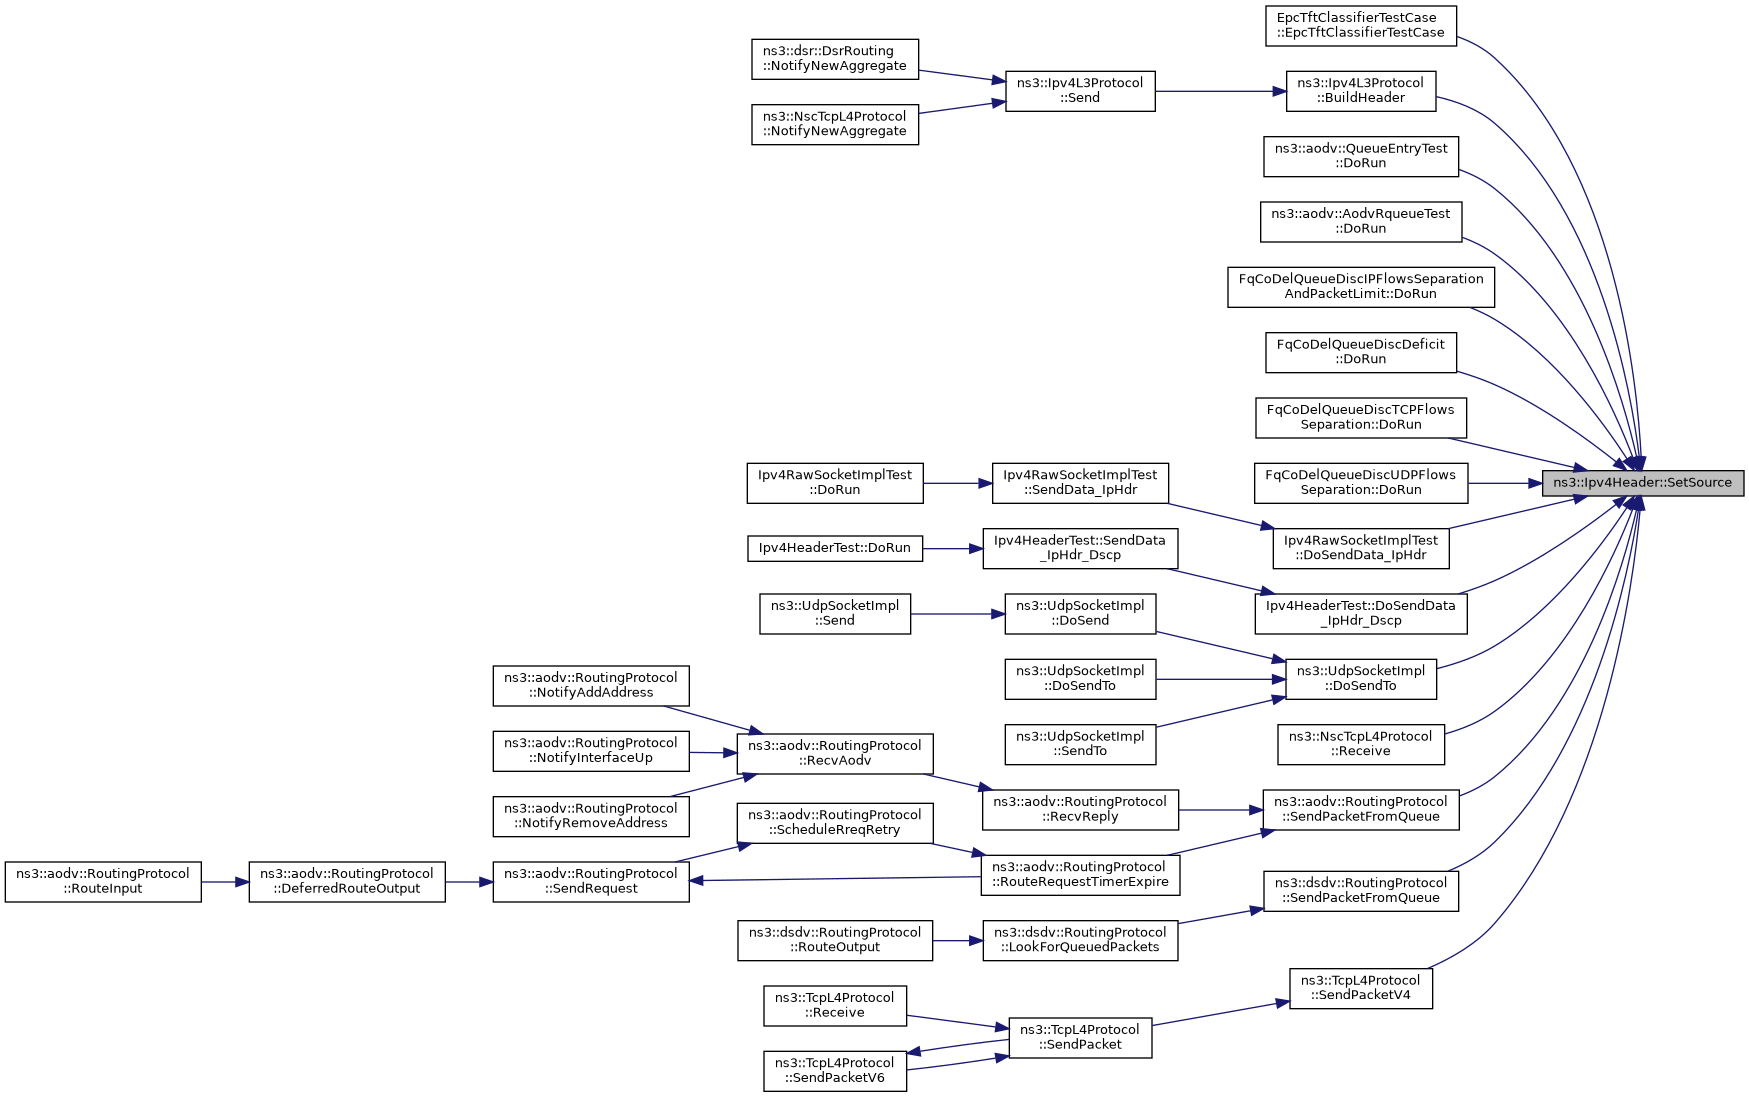 EpcTftClassifierTestCase
::EpcTftClassifierTestCase
ns3::dsr::DsrRouting
::NotifyNewAggregate
ns3::Ipv4L3Protocol
::Send
ns3::Ipv4L3Protocol
::BuildHeader
ns3::NscTcpL4Protocol
::NotifyNewAggregate
ns3::aodv::QueueEntryTest
::DoRun
ns3::aodv::AodvRqueueTest
::DoRun
FqCoDelQueueDiscIPFlowsSeparation
AndPacketLimit::DoRun
FqCoDelQueueDiscDeficit
::DoRun
FqCoDelQueueDiscTCPFlows
Separation::DoRun
Ipv4RawSocketImplTest
::DoRun
Ipv4RawSocketImplTest
::SendData_IpHdr
FqCoDelQueueDiscUDPFlows
Separation::DoRun
ns3::Ipv4Header::SetSource
Ipv4HeaderTest::DoRun
Ipv4HeaderTest::SendData
_IpHdr_Dscp
Ipv4RawSocketImplTest
::DoSendData_IpHdr
ns3::UdpSocketImpl
::Send
ns3::UdpSocketImpl
::DoSend
Ipv4HeaderTest::DoSendData
_IpHdr_Dscp
ns3::UdpSocketImpl
::DoSendTo
ns3::UdpSocketImpl
::DoSendTo
ns3::aodv::RoutingProtocol
::NotifyAddAddress
ns3::UdpSocketImpl
::SendTo
ns3::NscTcpL4Protocol
::Receive
ns3::aodv::RoutingProtocol
::NotifyInterfaceUp
ns3::aodv::RoutingProtocol
::RecvAodv
ns3::aodv::RoutingProtocol
::NotifyRemoveAddress
ns3::aodv::RoutingProtocol
::ScheduleRreqRetry
ns3::aodv::RoutingProtocol
::RecvReply
ns3::aodv::RoutingProtocol
::SendPacketFromQueue
ns3::aodv::RoutingProtocol
::RouteInput
ns3::aodv::RoutingProtocol
::DeferredRouteOutput
ns3::aodv::RoutingProtocol
::SendRequest
ns3::aodv::RoutingProtocol
::RouteRequestTimerExpire
ns3::dsdv::RoutingProtocol
::SendPacketFromQueue
ns3::dsdv::RoutingProtocol
::RouteOutput
ns3::dsdv::RoutingProtocol
::LookForQueuedPackets
ns3::TcpL4Protocol
::SendPacketV4
ns3::TcpL4Protocol
::Receive
ns3::TcpL4Protocol
::SendPacket
ns3::TcpL4Protocol
::SendPacketV6